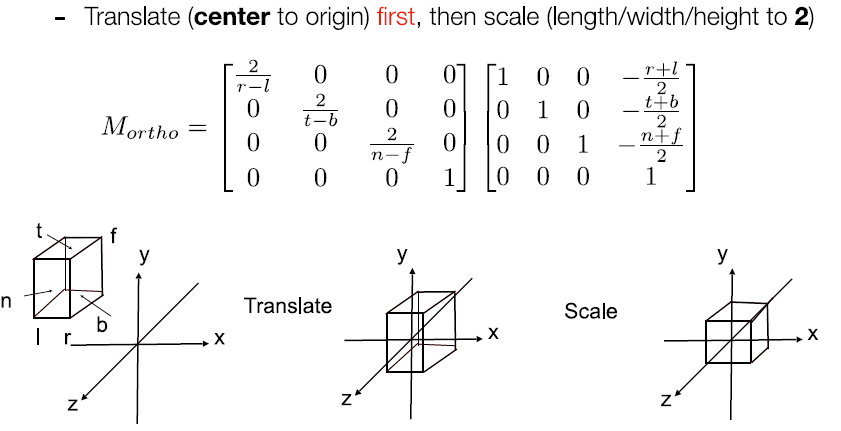 - Translate (center to origin) first, then scale (length/width/height to 2)
M_{ortho} = \begin{bmatrix} \frac{2}{r-l} & 0 & 0 & 0 \\ 0 & \frac{2}{t-b} & 0 & 0 \\ 0 & 0 & \frac{2}{n-f} & 0 \\ 0 & 0 & 0 & 1 \end{bmatrix} \begin{bmatrix} 1 & 0 & 0 & -\frac{r+l}{2} \\ 0 & 1 & 0 & -\frac{t+b}{2} \\ 0 & 0 & 1 & -\frac{n+f}{2} \\ 0 & 0 & 0 & 1 \end{bmatrix}
t f
n
l r b
y
x
z
Translate
y
x
z
Scale
y
x
z